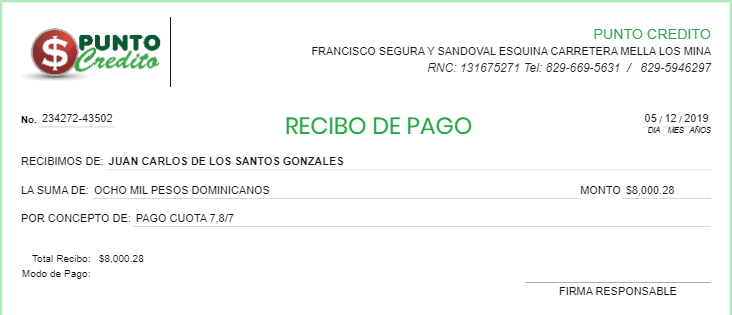 $ PUNTO
Credito
PUNTO CREDITO
FRANCISCO SEGURA Y SANDOVAL ESQUINA CARRETERA MELLA LOS MINA
RNC: 131675271 Tel: 829-669-5631 / 829-5946297
No. 234272-43502
RECIBO DE PAGO
05 / 12 / 2019
DIA MES AÑOS
RECIBIMOS DE: JUAN CARLOS DE LOS SANTOS GONZALES
LA SUMA DE: OCHO MIL PESOS DOMINICANOS MONTO $8,000.28
POR CONCEPTO DE: PAGO CUOTA 7,8/7
Total Recibo: $8,000.28
Modo de Pago:
FIRMA RESPONSABLE